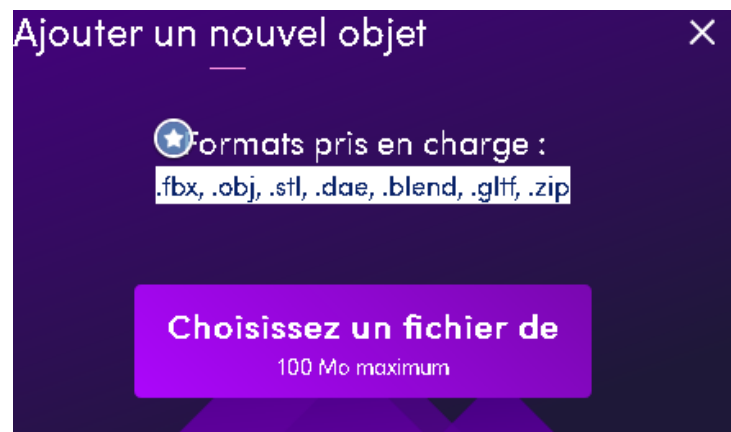 Ajouter un nouvel objet
Formats pris en charge :
.fbx, .obj, .stl, .dae, .blend, .gltf, .zip
Choisissez un fichier de
100 Mo maximum